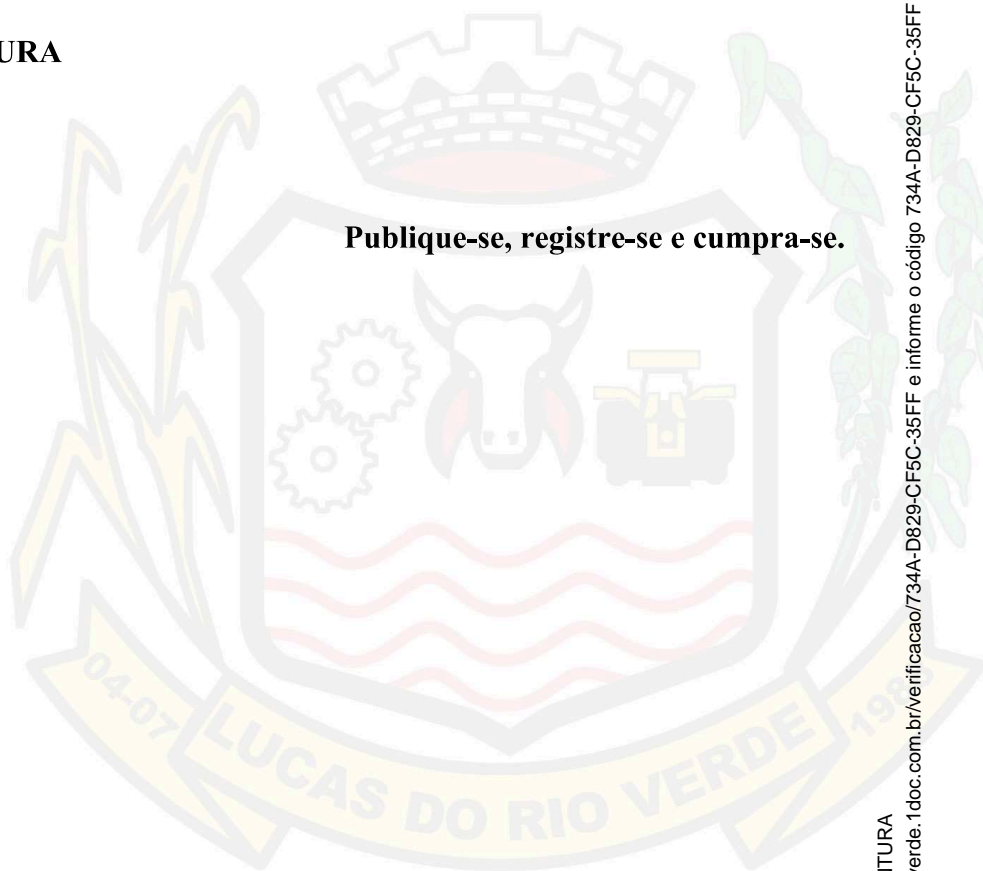 URA
Publique-se, registre-se e cumpra-se.
04-07
LUCAS DO RIO VERDE
ITURA
verde.1doc.com.br/verificacao/734A-D829-CF5C-35FF e informe o código 734A-D829-CF5C-35FF